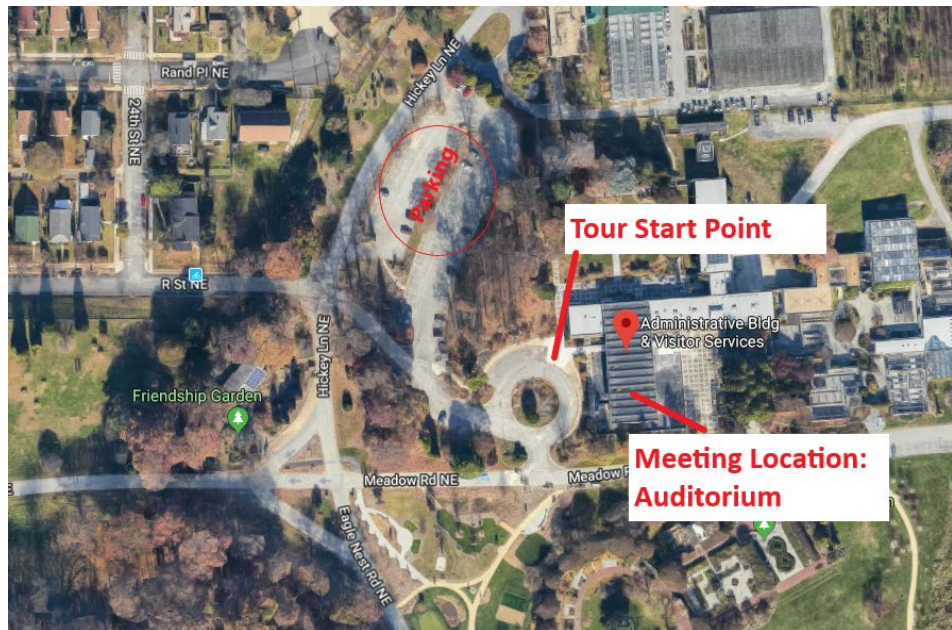 Rand Pl NE
24th St NE
Hickey Ln NE
Parking
Tour Start Point
R St NE
Administrative Bldg
& Visitor Services
Hickey Ln NE
Friendship Garden
Meeting Location:
Auditorium
Meadow Rd NE
Meadow R
Eagle Nest Rd NE